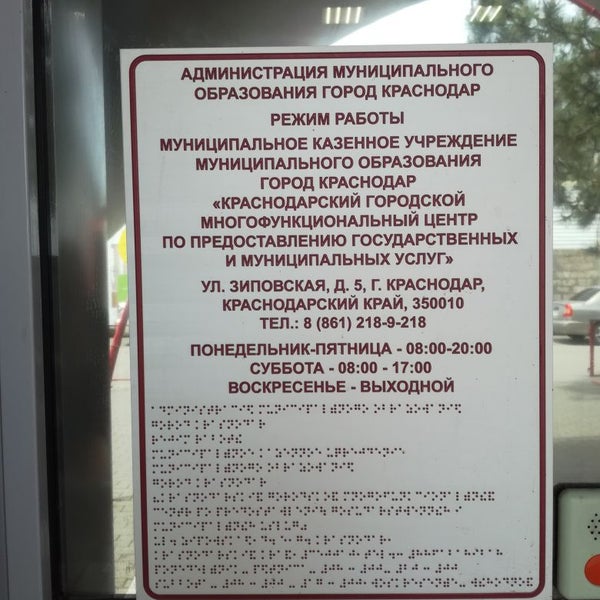 АДМИНИСТРАЦИЯ МУНИЦИПАЛЬНОГО
ОБРАЗОВАНИЯ ГОРОД КРАСНОДАР
РЕЖИМ РАБОТЫ
МУНИЦИПАЛЬНОЕ КАЗЕННОЕ УЧРЕЖДЕНИЕ
МУНИЦИПАЛЬНОГО ОБРАЗОВАНИЯ
ГОРОД КРАСНОДАР
«КРАСНОДАРСКИЙ ГОРОДСКОЙ
МНОГОФУНКЦИОНАЛЬНЫЙ ЦЕНТР
ПО ПРЕДОСТАВЛЕНИЮ ГОСУДАРСТВЕННЫХ
И МУНИЦИПАЛЬНЫХ УСЛУГ»
УЛ. ЗИПОВСКАЯ, Д. 5, Г. КРАСНОДАР,
КРАСНОДАРСКИЙ КРАЙ, 350010
ТЕЛ.: 8 (861) 218-9-218
ПОНЕДЕЛЬНИК-ПЯТНИЦА - 08:00-20:00
СУББОТА - 08:00 - 17:00
ВОСКРЕСЕНЬЕ - ВЫХОДНОЙ